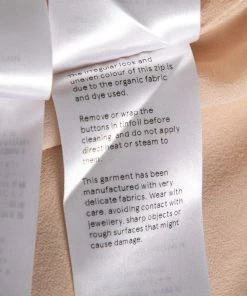 The irregular look and
uneven colour of this zip is
due to the organic fabric
and dye used.
Remove or wrap the
buttons in tinfoil before
cleaning and do not apply
direct heat or steam to
them.
This garment has been
manufactured with very
delicate fabrics. Wear with
care, avoiding contact with
jewellery, sharp objects or
rough surfaces that might
cause damage.